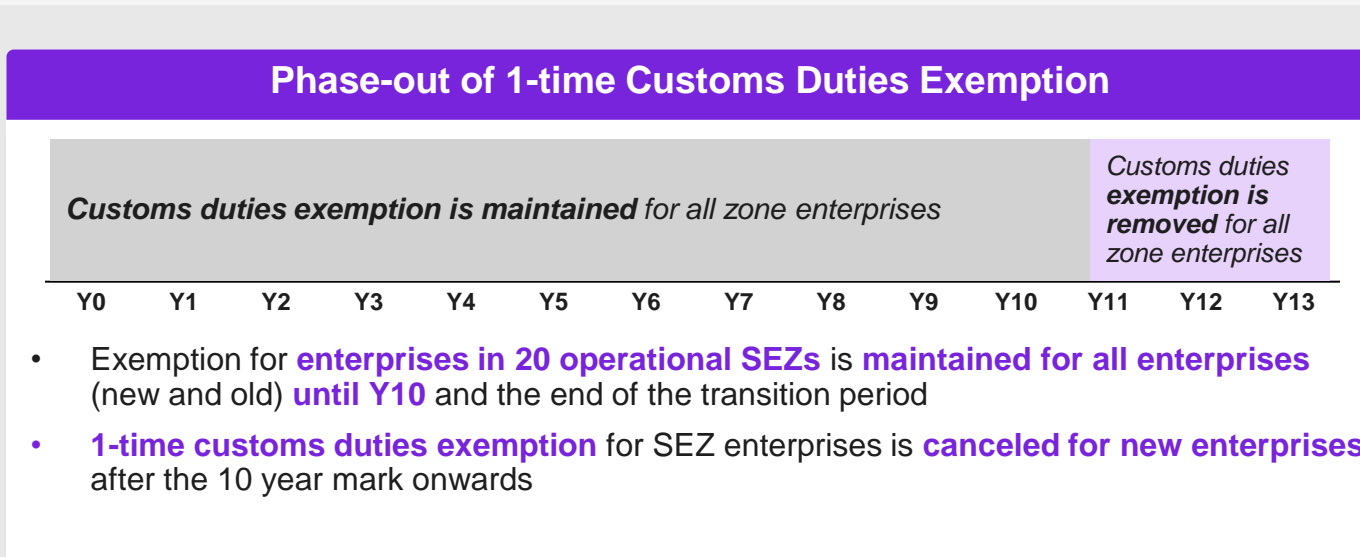 Phase-out of 1-time Customs Duties Exemption
Customs duties exemption is maintained for all zone enterprises
Customs duties
exemption is
removed for all
zone enterprises
Y0 Y1 Y2 Y3 Y4 Y5 Y6 Y7 Y8 Y9 Y10 Y11 Y12 Y13
• Exemption for enterprises in 20 operational SEZs is maintained for all enterprises
(new and old) until Y10 and the end of the transition period
• 1-time customs duties exemption for SEZ enterprises is canceled for new enterprises
after the 10 year mark onwards